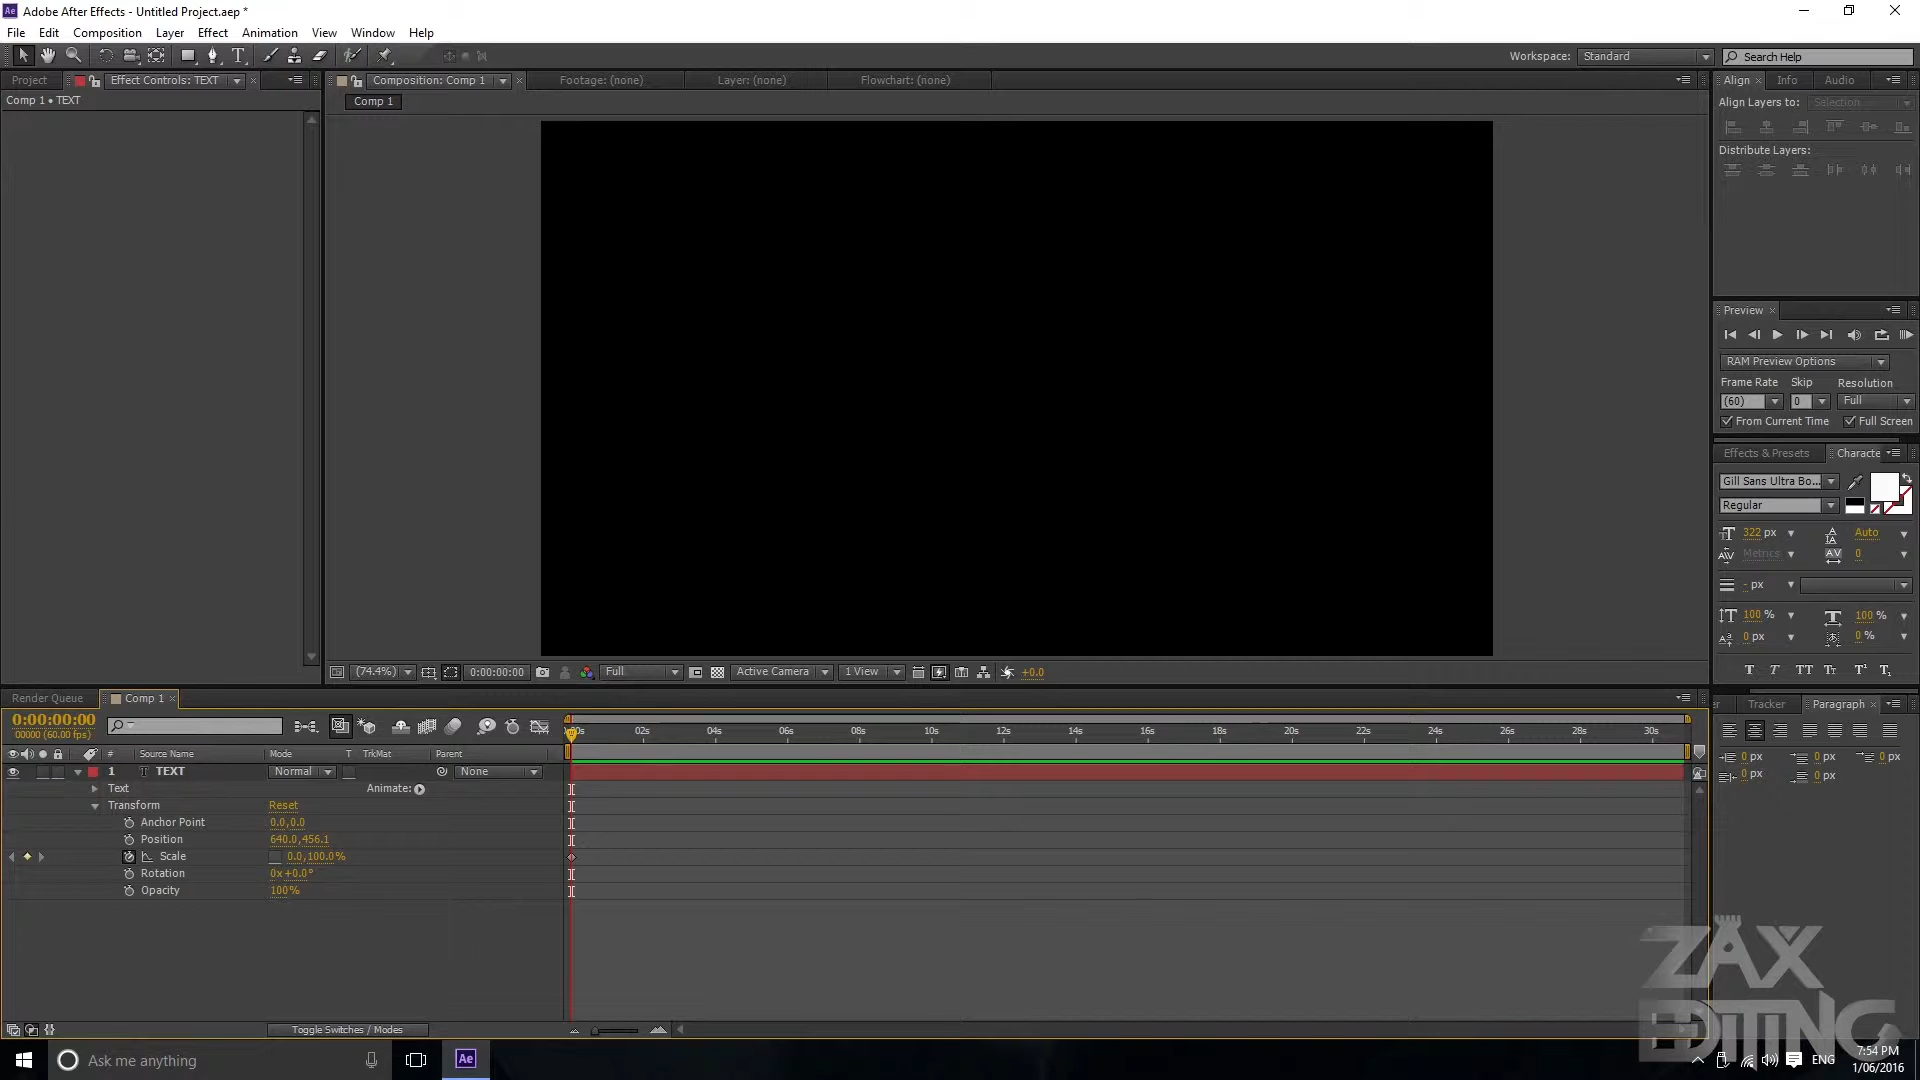 Adobe After Effects - Untitled Project.aep *
File Edit Composition Layer Effect Animation View Window Help
Workspace: Standard Search Help
Project Effect Controls: TEXT Composition: Comp 1 Footage: (none) Layer: (none) Flowchart: (none) Align Info Audio
Comp 1 • TEXT
Comp 1
Align Layers to: Selection
Distribute Layers:
Preview
RAM Preview Options
Frame Rate Skip Resolution
(60) 0 Full
From Current Time Full Screen
Effects & Presets Characte
Gill Sans Ultra Bo...
Regular
322 px Auto
Metrics 0
- px
100 % 100 %
0 px 0 %
(74.4%) 0:00:00:00 Full Active Camera 1 View +0.0
Render Queue Comp 1 Tracker Paragraph
0:00:00:00
00000 (60.00 fps)
02s 04s 06s 08s 10s 12s 14s 16s 18s 20s 22s 24s 26s 28s 30s
# Source Name Mode T TrkMat Parent
0 px 0 px 0 px
0 px 0 px
1 TEXT Normal None
Text Animate:
Transform Reset
Anchor Point 0.0,0.0
Position 640.0,456.1
Scale 0.0,100.0%
Rotation 0x+0.0°
Opacity 100%
ZAX
EDITING
Toggle Switches / Modes
Ask me anything
ENG
7:54 PM
1/06/2016